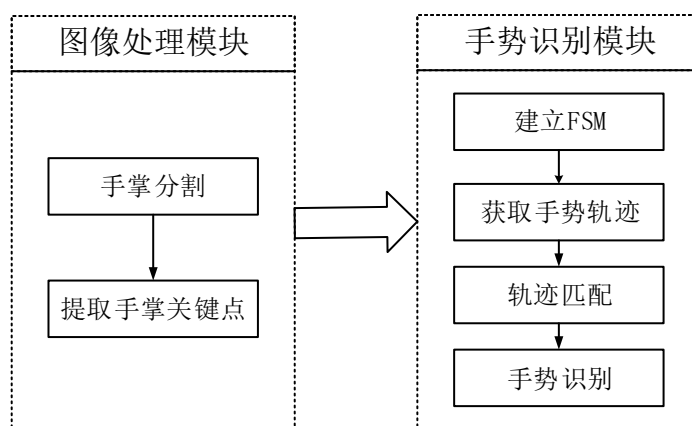 图像处理模块
手掌分割
提取手掌关键点
手势识别模块
建立FSM
获取手势轨迹
轨迹匹配
手势识别